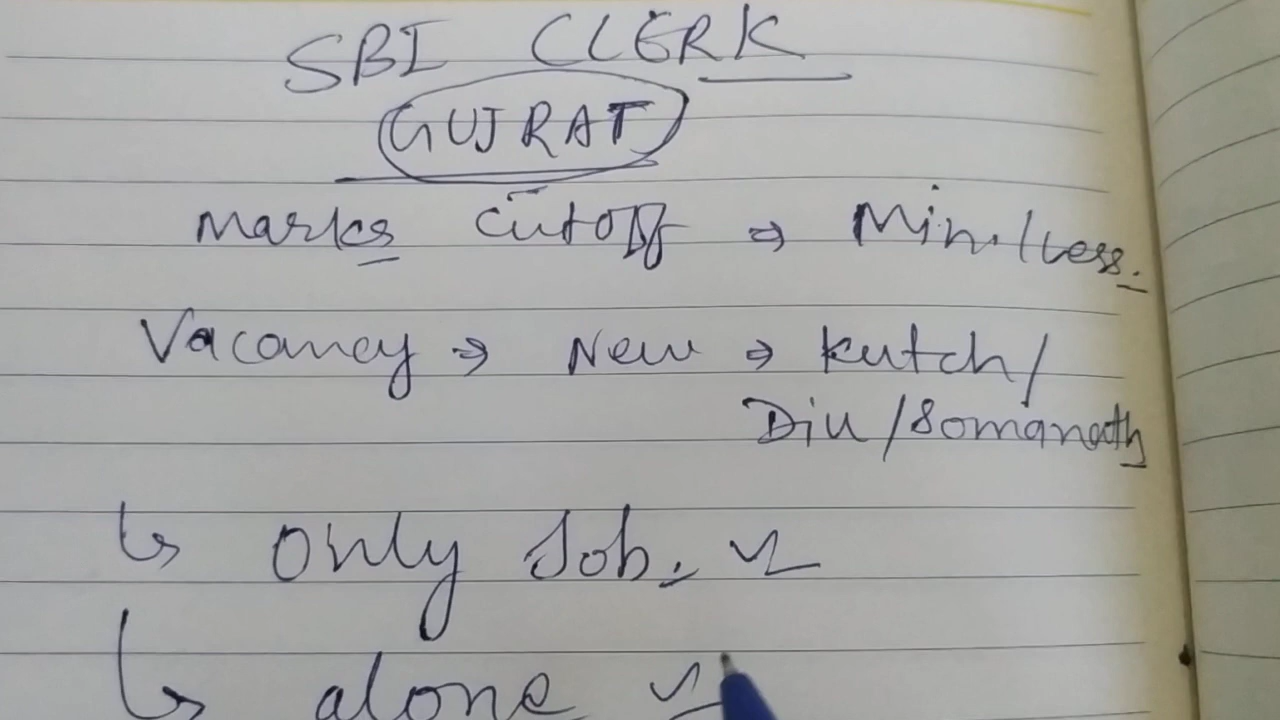 SBI CLERK
GUJRAT
Marks cutoff ⇒ Min./Less.
Vacancy ⇒ New ⇒ Kutch/
Diu/Somanath
↳ only Job. ✓
↳ alone ✓